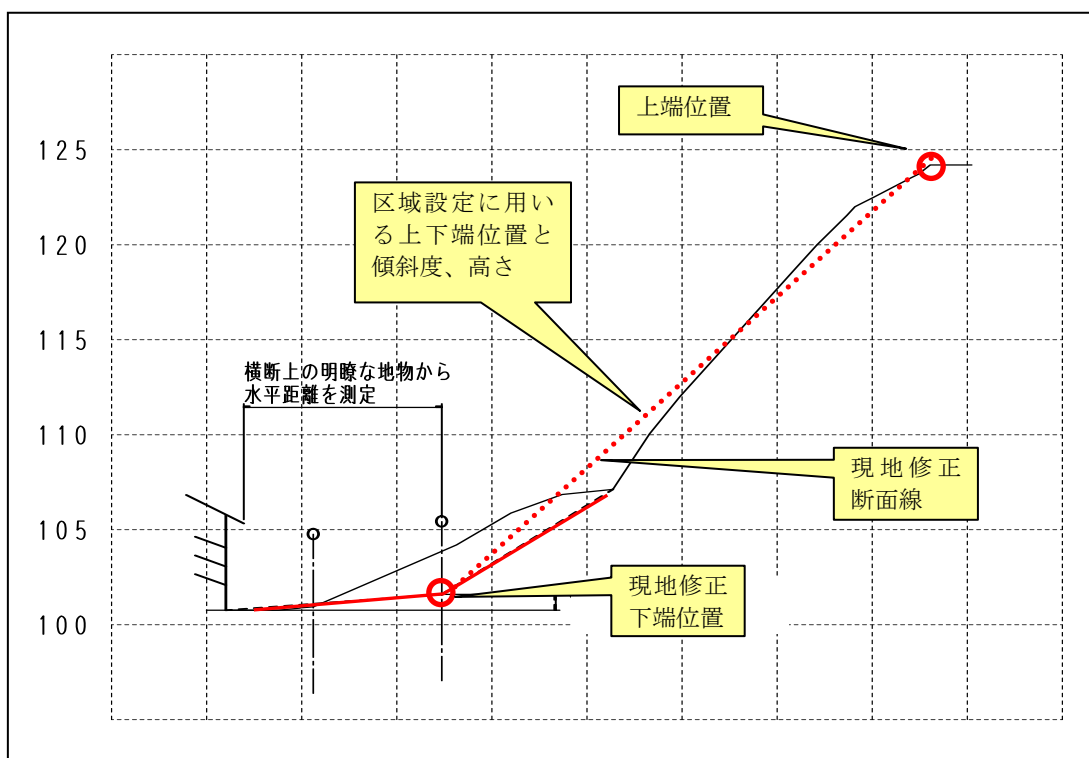 上端位置
125
区域設定に用い
る上下端位置と
傾斜度、高さ
120
115
横断上の明瞭な地物から
水平距離を測定
110
現地修正
断面線
105
現地修正
下端位置
100